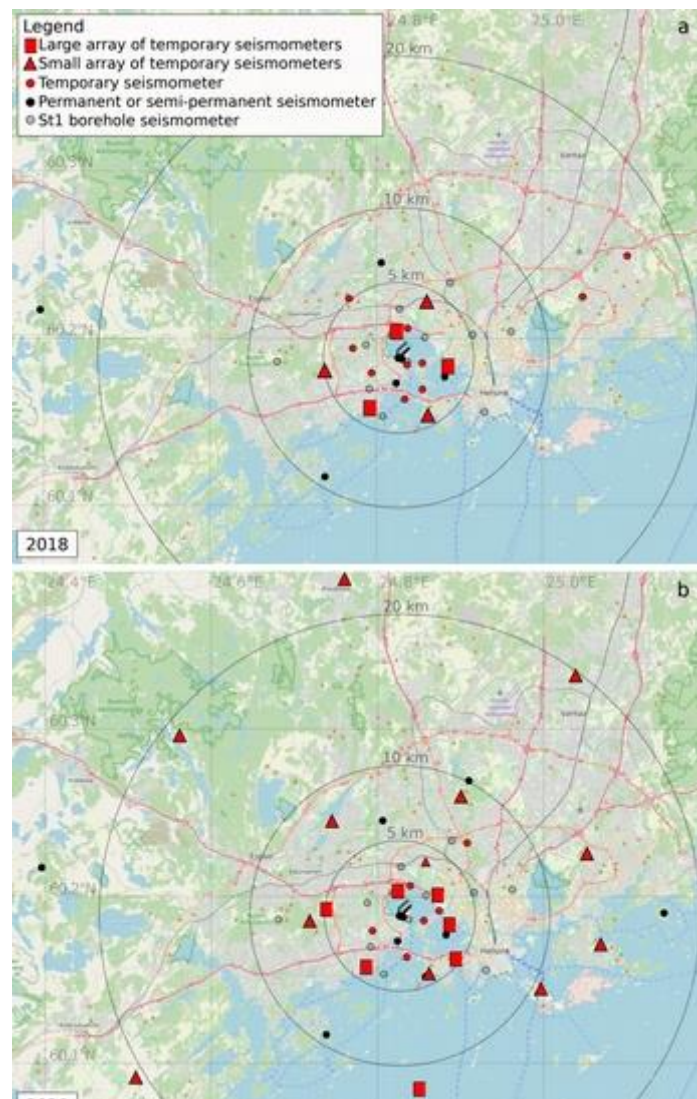 24.8°E
25.0°E
a
Legend
Large array of temporary seismometers
Small array of temporary seismometers
Temporary seismometer
Permanent or semi-permanent seismometer
St1 borehole seismometer
20 km
60.3°N
10 km
5 km
60.2°N
60.1°N
2018
24.4°E
24.6°E
24.8°E
25.0°E
b
20 km
60.3°N
10 km
5 km
60.2°N
60.1°N